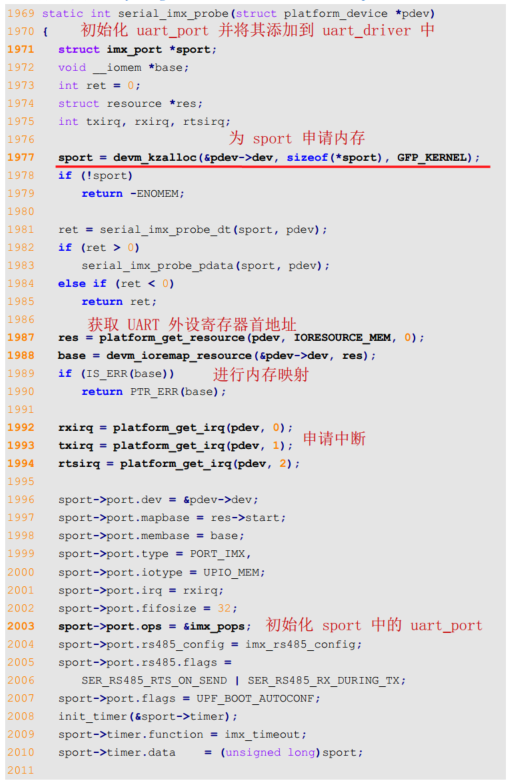 1969 static int serial_imx_probe(struct platform_device *pdev)
1970 { 初始化 uart_port 并将其添加到 uart_driver 中
1971 struct imx_port *sport;
1972 void __iomem *base;
1973 int ret = 0;
1974 struct resource *res;
1975 int txirq, rxirq, rtsirq;
1976 为 sport 申请内存
1977 sport = devm_kzalloc(&pdev->dev, sizeof(*sport), GFP_KERNEL);
1978 if (!sport)
1979 return -ENOMEM;
1980
1981 ret = serial_imx_probe_dt(sport, pdev);
1982 if (ret > 0)
1983 serial_imx_probe_pdata(sport, pdev);
1984 else if (ret < 0)
1985 return ret;
1986 获取 UART 外设寄存器首地址
1987 res = platform_get_resource(pdev, IORESOURCE_MEM, 0);
1988 base = devm_ioremap_resource(&pdev->dev, res);
1989 if (IS_ERR(base)) 进行内存映射
1990 return PTR_ERR(base);
1991
1992 rxirq = platform_get_irq(pdev, 0);
1993 txirq = platform_get_irq(pdev, 1); 申请中断
1994 rtsirq = platform_get_irq(pdev, 2);
1995
1996 sport->port.dev = &pdev->dev;
1997 sport->port.mapbase = res->start;
1998 sport->port.membase = base;
1999 sport->port.type = PORT_IMX,
2000 sport->port.iotype = UPIO_MEM;
2001 sport->port.irq = rxirq;
2002 sport->port.fifosize = 32;
2003 sport->port.ops = &imx_pops; 初始化 sport 中的 uart_port
2004 sport->port.rs485_config = imx_rs485_config;
2005 sport->port.rs485.flags =
2006 SER_RS485_RTS_ON_SEND | SER_RS485_RX_DURING_TX;
2007 sport->port.flags = UPF_BOOT_AUTOCONF;
2008 init_timer(&sport->timer);
2009 sport->timer.function = imx_timeout;
2010 sport->timer.data = (unsigned long)sport;
2011